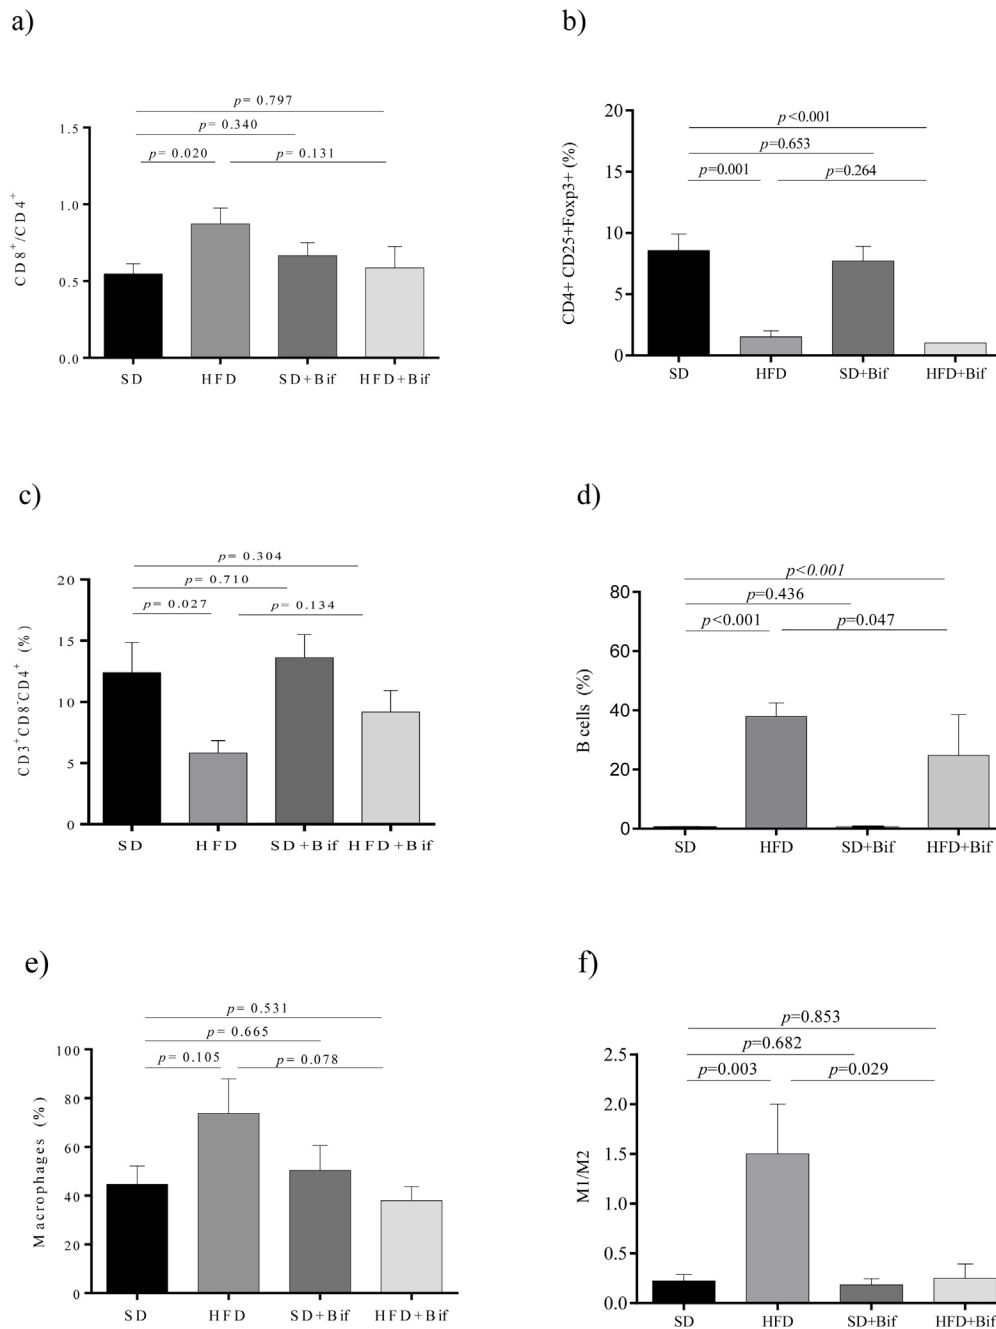 a)
p= 0.797
p= 0.340
p= 0.020
p= 0.131
1.5
1.0
0.5
0.0
CD8⁺/CD4⁺
SD
HFD
SD+Bif
HFD+Bif
b)
p<0.001
p=0.653
p=0.001
p=0.264
20
15
10
5
0
CD4+ CD25+Foxp3+ (%)
SD
HFD
SD+Bif
HFD+Bif
c)
p= 0.304
p= 0.710
p= 0.027
p= 0.134
20
15
10
5
0
CD3⁺CD8⁻CD4⁺ (%)
SD
HFD
SD+Bif
HFD+Bif
d)
p<0.001
p=0.436
p<0.001
p=0.047
80
60
40
20
0
B cells (%)
SD
HFD
SD+Bif
HFD+Bif
e)
p= 0.531
p= 0.665
p= 0.105
p= 0.078
100
80
60
40
20
0
Macrophages (%)
SD
HFD
SD+Bif
HFD+Bif
f)
p=0.853
p=0.682
p=0.003
p=0.029
2.5
2.0
1.5
1.0
0.5
0.0
M1/M2
SD
HFD
SD+Bif
HFD+Bif